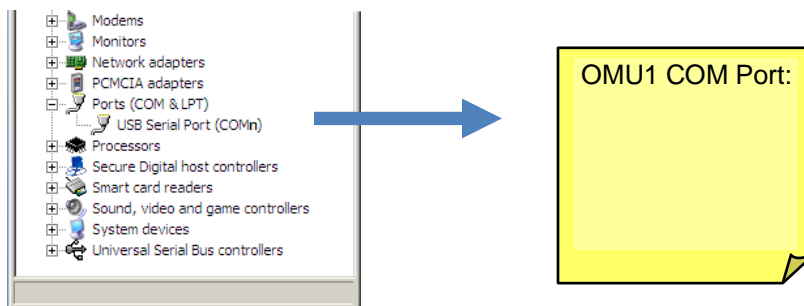 Modems
Monitors
Network adapters
PCMCIA adapters
Ports (COM & LPT)
USB Serial Port (COMn)
Processors
Secure Digital host controllers
Smart card readers
Sound, video and game controllers
System devices
Universal Serial Bus controllers
OMU1 COM Port: